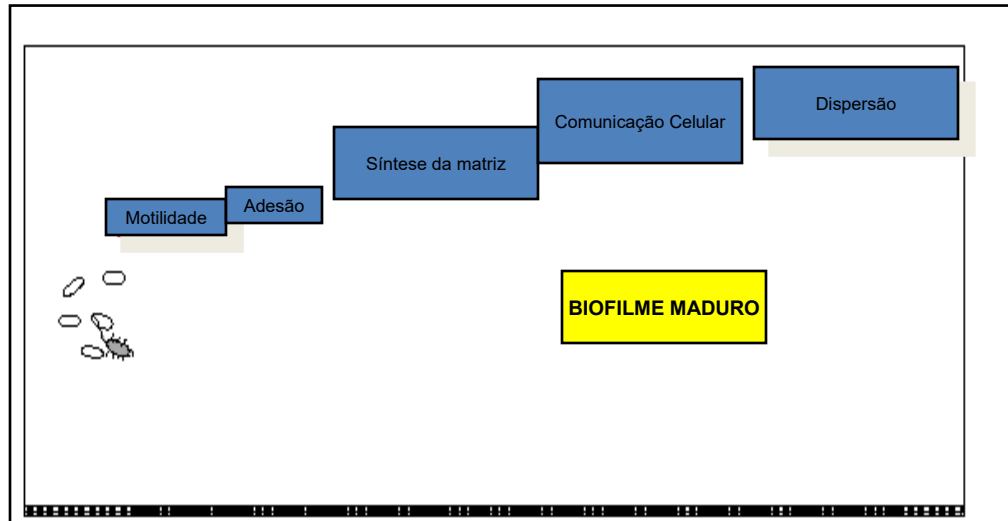 Motilidade
Adesão
Síntese da matriz
Comunicação Celular
Dispersão
BIOFILME MADURO